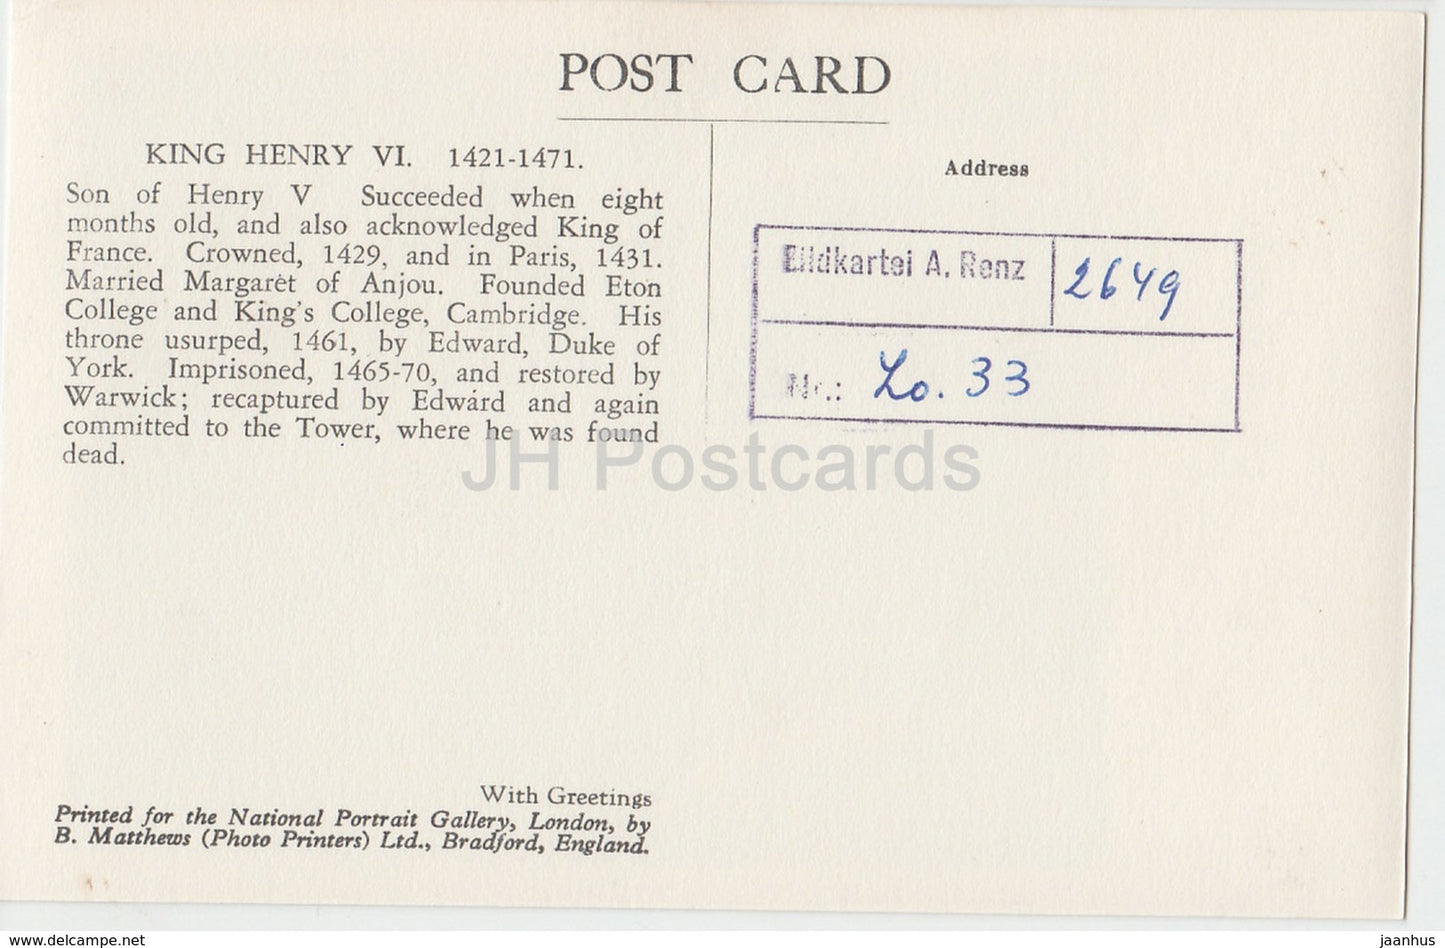 POST CARD
KING HENRY VI. 1421-1471.
Son of Henry V Succeeded when eight
months old, and also acknowledged King of
France. Crowned, 1429, and in Paris, 1431.
Married Margaret of Anjou. Founded Eton
College and King's College, Cambridge. His
throne usurped, 1461, by Edward, Duke of
York. Imprisoned, 1465-70, and restored by
Warwick; recaptured by Edward and again
committed to the Tower, where he was found
dead.
With Greetings
Printed for the National Portrait Gallery, London, by
B. Matthews (Photo Printers) Ltd., Bradford, England.
Address
Bildkartei A. Renz
2649
Nr.: Lo. 33
JH Postcards
www.delcampe.net
jaanhus